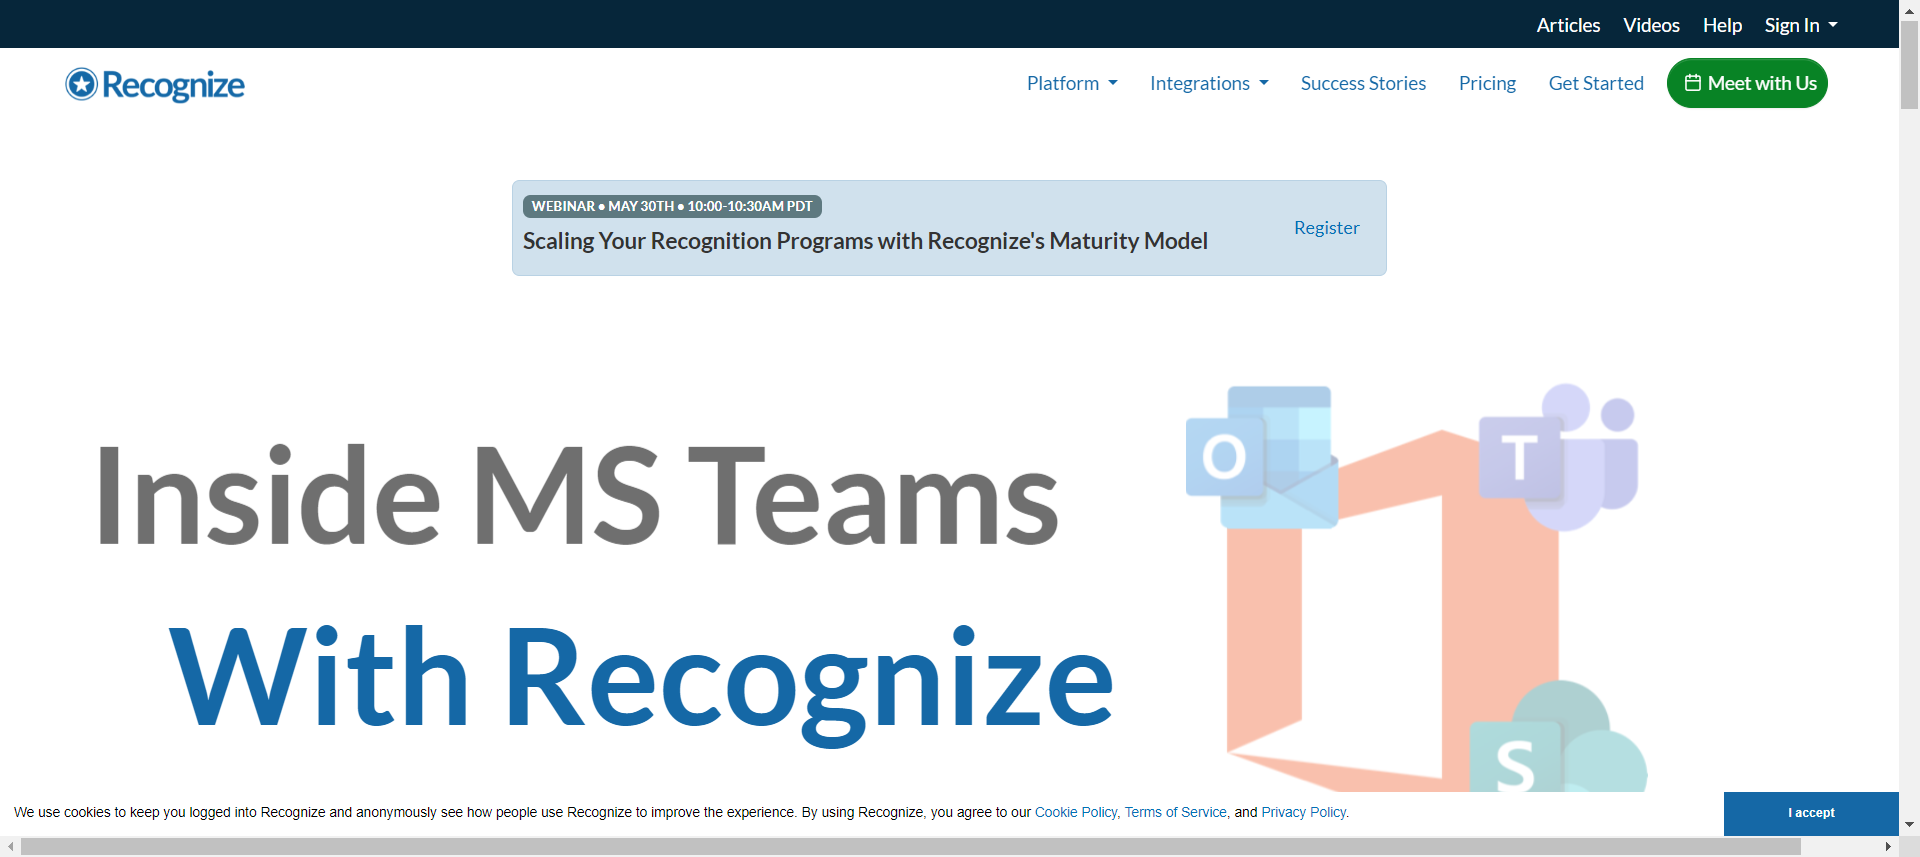 Articles Videos Help Sign In
Recognize
Platform Integrations Success Stories Pricing Get Started Meet with Us
WEBINAR • MAY 30TH • 10:00-10:30AM PDT
Scaling Your Recognition Programs with Recognize's Maturity Model
Register
Inside MS Teams
With Recognize
O
T
S
We use cookies to keep you logged into Recognize and anonymously see how people use Recognize to improve the experience. By using Recognize, you agree to our Cookie Policy, Terms of Service, and Privacy Policy.
I accept